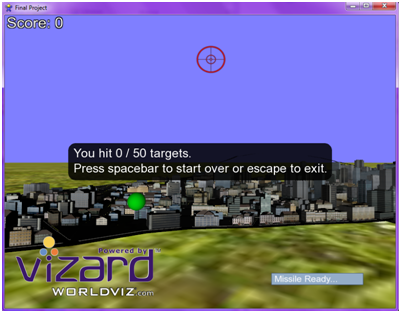 Final Project
Score: 0
You hit 0 / 50 targets.
Press spacebar to start over or escape to exit.
Powered by
vizard
WORLDVIZ.com
Missile Ready...